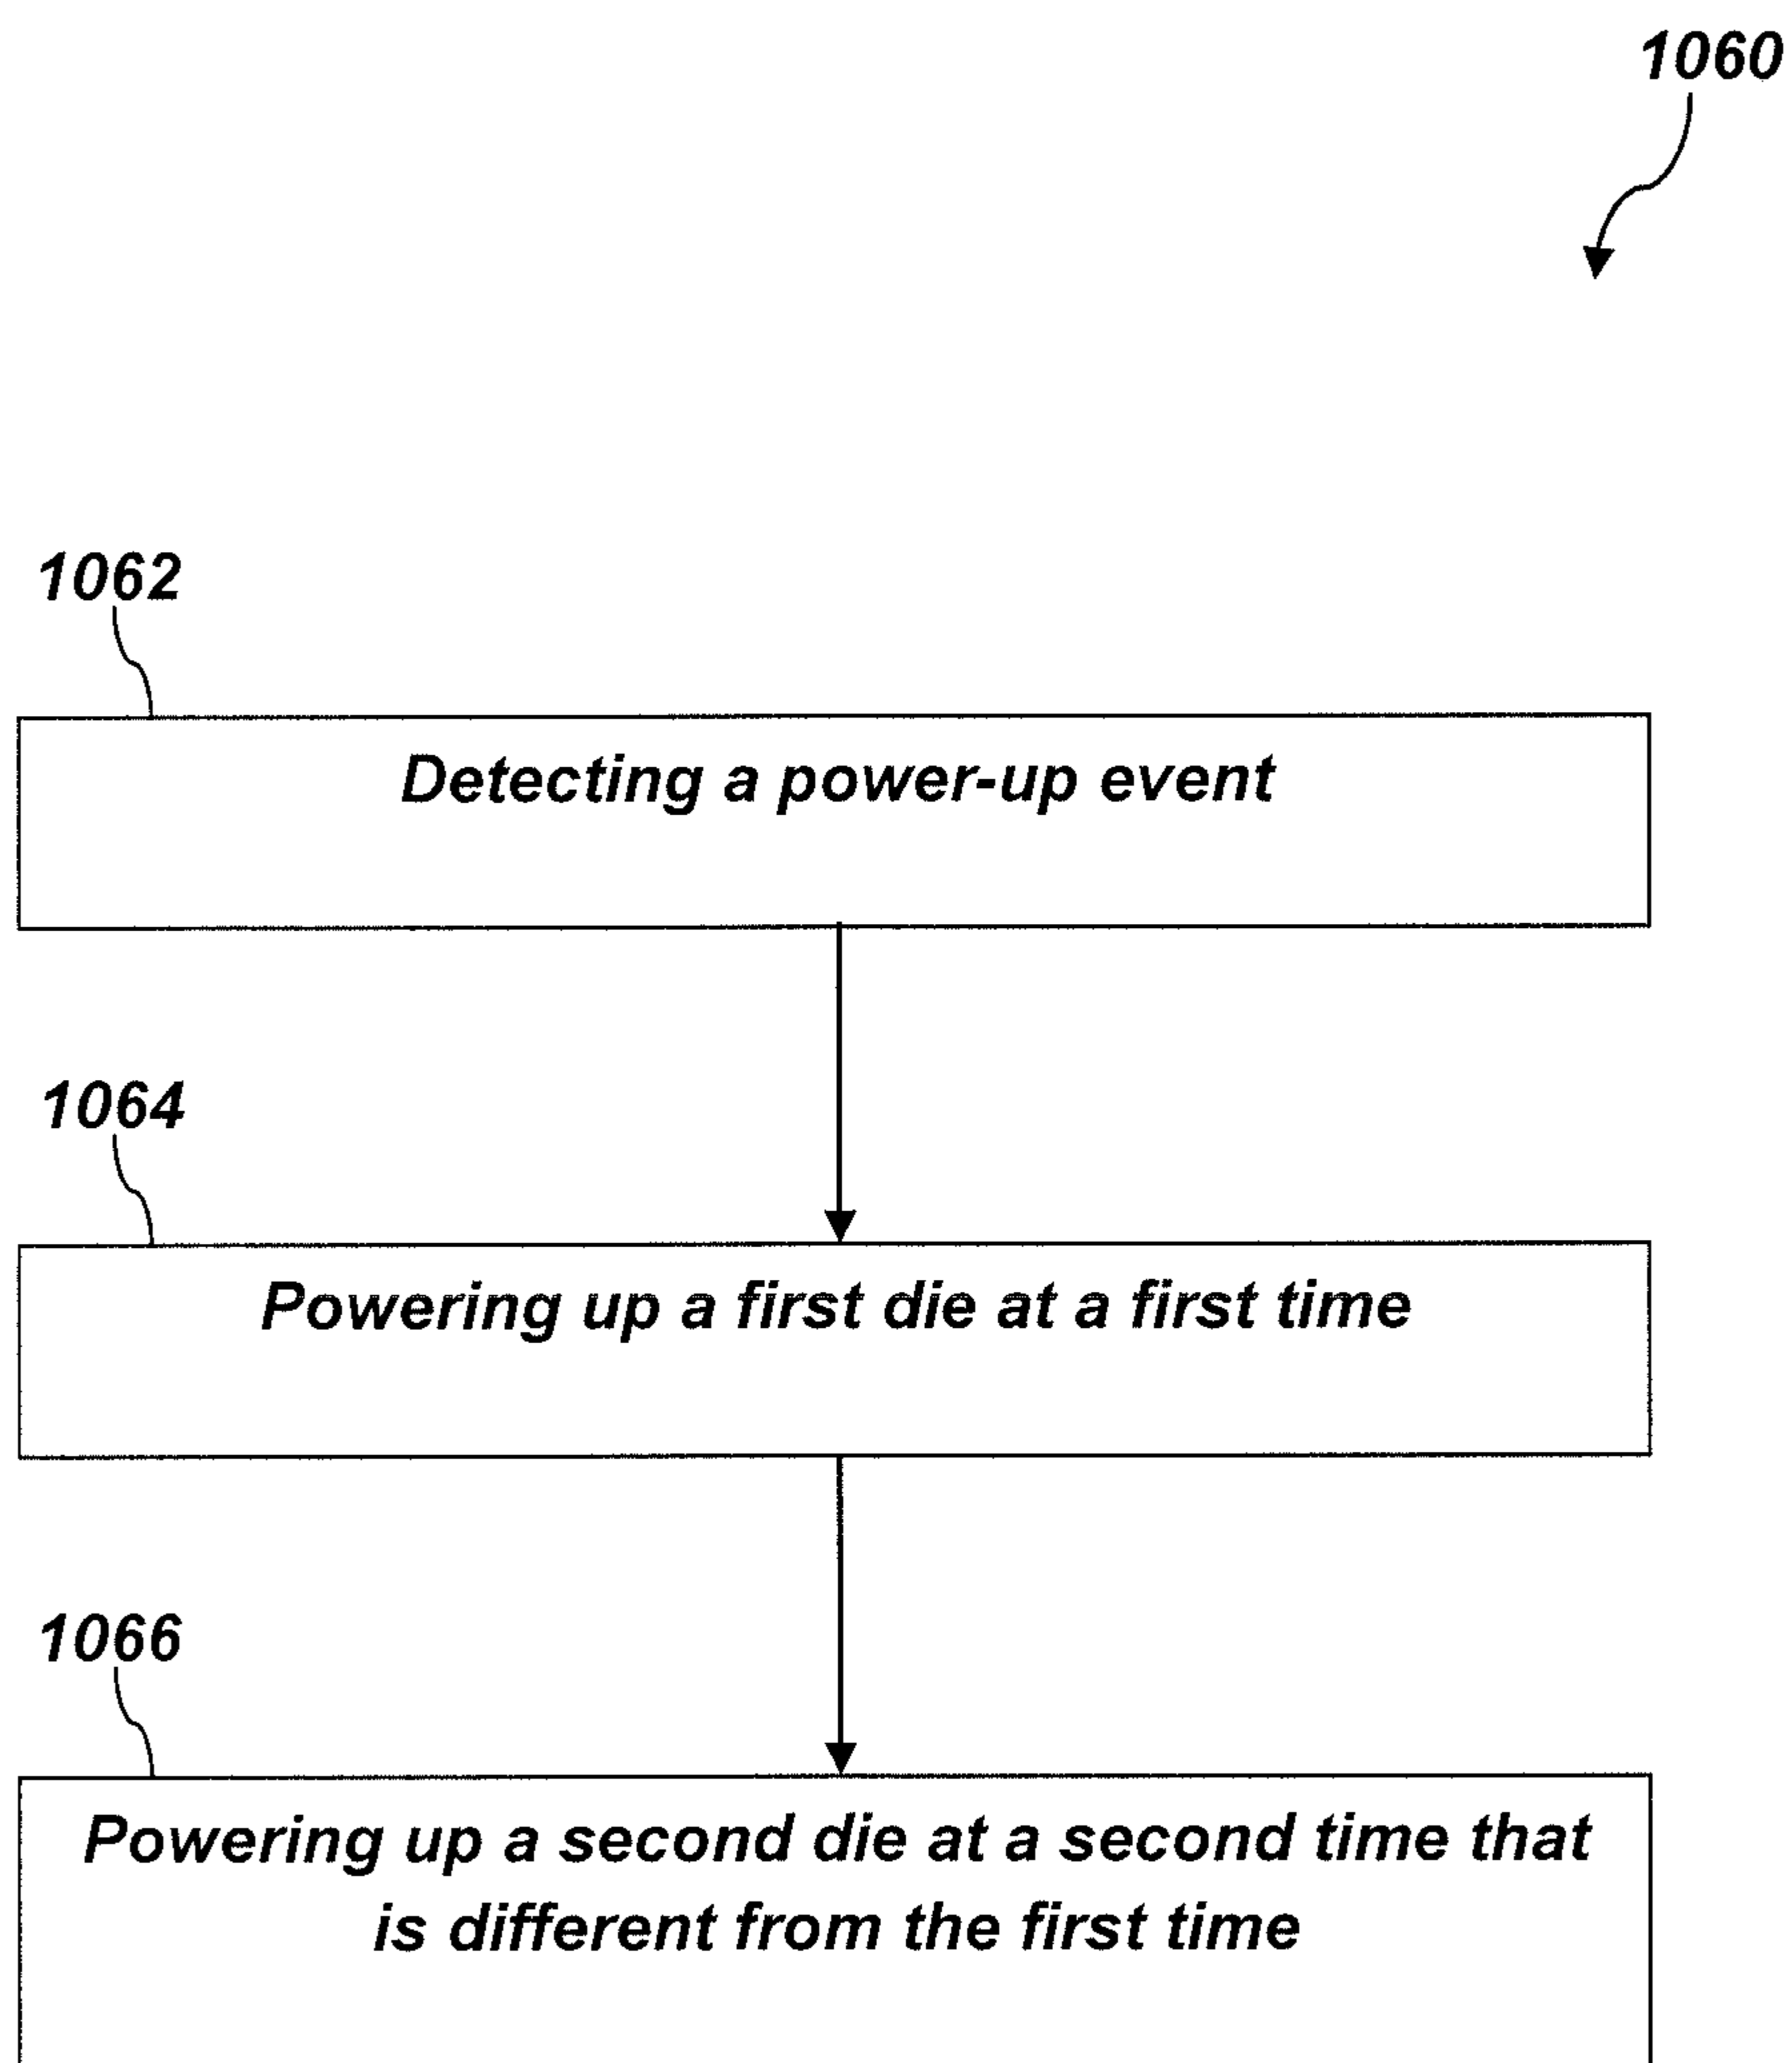 1060
1062
Detecting a power-up event
1064
Powering up a first die at a first time
1066
Powering up a second die at a second time that
is different from the first time